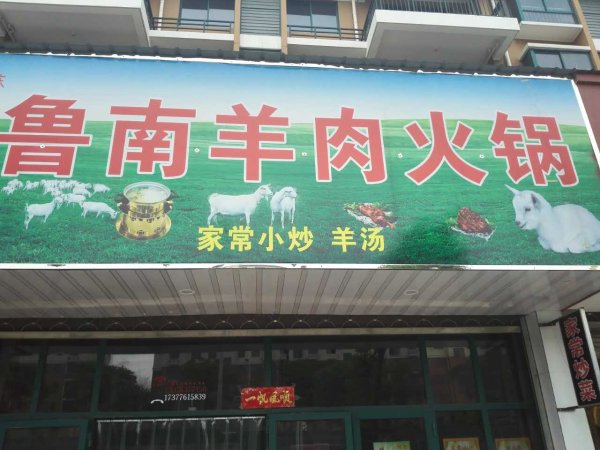 鲁南羊肉火锅
家常小炒 羊汤
家常炒菜
17377615839
一帆风顺